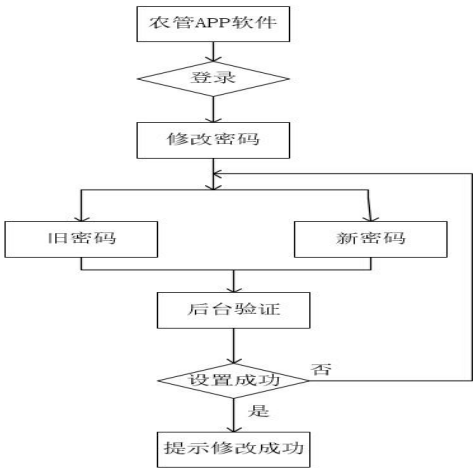 农管APP软件
登录
修改密码
旧密码
新密码
后台验证
设置成功
否
是
提示修改成功